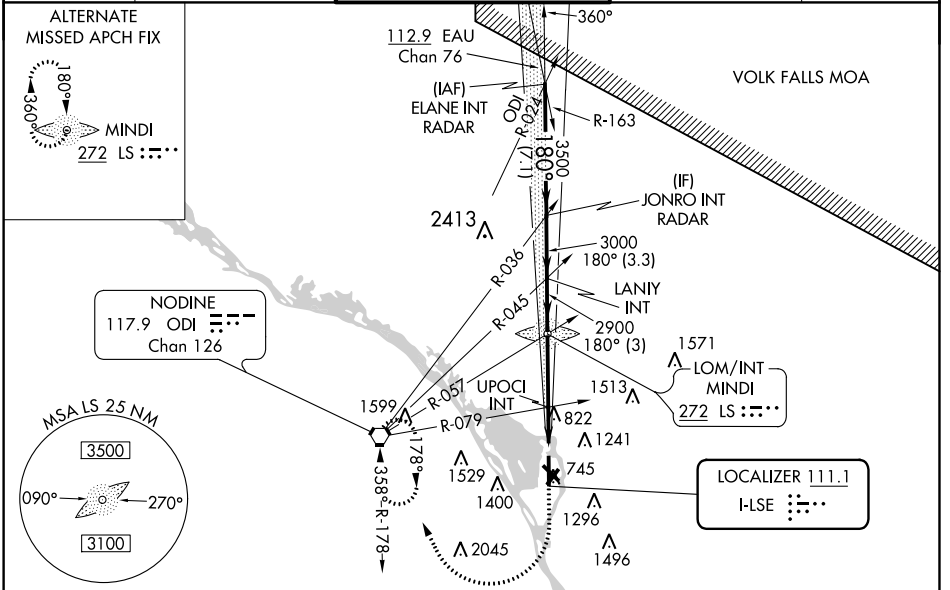 ALTERNATE
MISSED APCH FIX
180°
360°
MINDI
272 LS
360°
112.9 EAU
Chan 76
VOLK FALLS MOA
(IAF)
ELANE INT
RADAR
ODI
R-024
R-163
3500
180°
(7.1)
(IF)
JONRO INT
RADAR
2413
R-036
3000
180° (3.3)
R-045
LANIY
INT
NODINE
117.9 ODI
Chan 126
2900
180° (3)
1571
LOM/INT
MINDI
272 LS
R-057
UPOCI
INT
1513
1599
R-079
822
1241
MSA LS 25 NM
3500
090°
270°
3100
178°
358°
R-178
1529
1400
745
LOCALIZER 111.1
I-LSE
1296
2045
1496